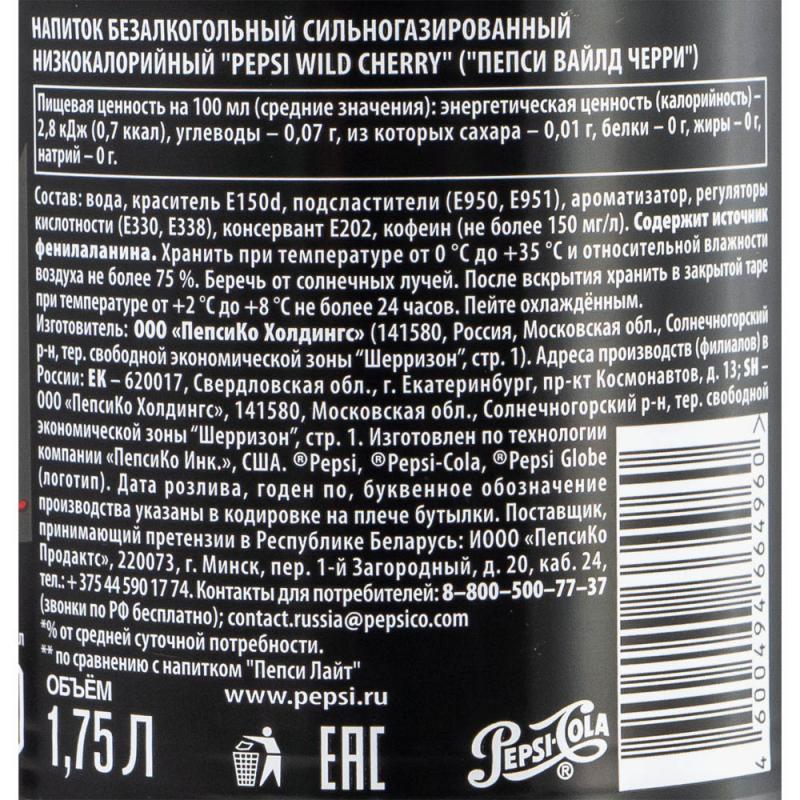 НАПИТОК БЕЗАЛКОГОЛЬНЫЙ СИЛЬНОГАЗИРОВАННЫЙ
НИЗКОКАЛОРИЙНЫЙ "PEPSI WILD CHERRY" ("ПЕПСИ ВАЙЛД ЧЕРРИ")
Пищевая ценность на 100 мл (средние значения): энергетическая ценность (калорийность) –
2,8 кДж (0,7 ккал), углеводы – 0,07 г, из которых сахара – 0,01 г, белки – 0 г, жиры – 0 г,
натрий – 0 г.
Состав: вода, краситель Е150d, подсластители (Е950, Е951), ароматизатор, регуляторы
кислотности (Е330, Е338), консервант Е202, кофеин (не более 150 мг/л). Содержит источник
фенилаланина. Хранить при температуре от 0 °С до +35 °С и относительной влажности
воздуха не более 75 %. Беречь от солнечных лучей. После вскрытия хранить в закрытой таре
при температуре от +2 °С до +8 °С не более 24 часов. Пейте охлаждённым.
Изготовитель: ООО «ПепсиКо Холдингс» (141580, Россия, Московская обл., Солнечногорский
р-н, тер. свободной экономической зоны “Шерризон”, стр. 1). Адреса производств (филиалов) в
России: ЕК – 620017, Свердловская обл., г. Екатеринбург, пр-кт Космонавтов, д. 13; SH –
ООО «ПепсиКо Холдингс», 141580, Московская обл., Солнечногорский р-н, тер. свободной
экономической зоны “Шерризон”, стр. 1. Изготовлен по технологии
компании «ПепсиКо Инк.», США. ®Pepsi, ®Pepsi-Cola, ®Pepsi Globe
(логотип). Дата розлива, годен по, буквенное обозначение
производства указаны в кодировке на плече бутылки. Поставщик,
принимающий претензии в Республике Беларусь: ИООО «ПепсиКо
Продактс», 220073, г. Минск, пер. 1-й Загородный, д. 20, каб. 24,
тел.: + 375 44 590 17 74. Контакты для потребителей: 8–800–500–77–37
(звонки по РФ бесплатно); contact.russia@pepsico.com
*% от средней суточной потребности.
** по сравнению с напитком "Пепси Лайт"
ОБЪЁМ
www.pepsi.ru
1,75 Л
EAC
PEPSI-COLA
®
4 600494 664960 >